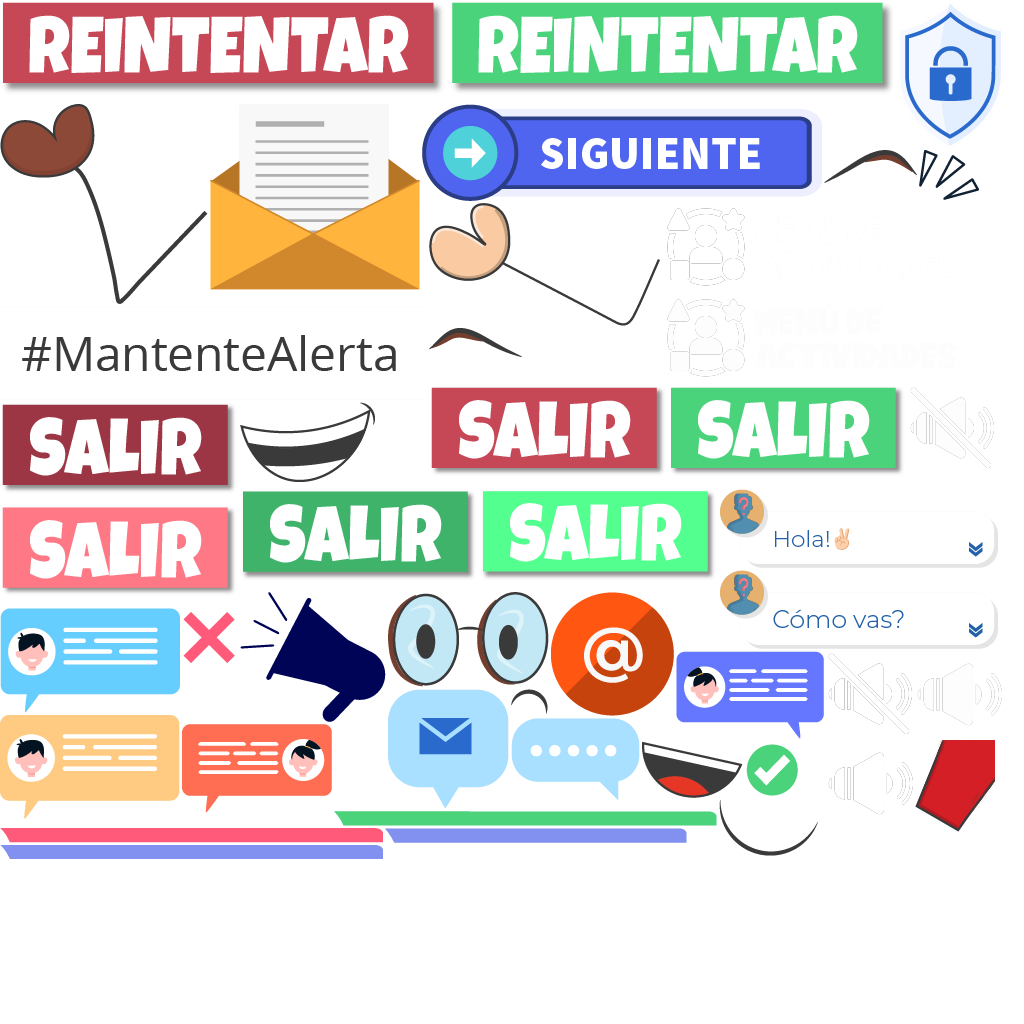 REINTENTAR
REINTENTAR
SIGUIENTE
MENÚ DE
ACTIVIDADES
#MantenteAlerta
SALIR
SALIR
SALIR
SALIR
SALIR
SALIR
Hola!✌🏻
Cómo vas?
@